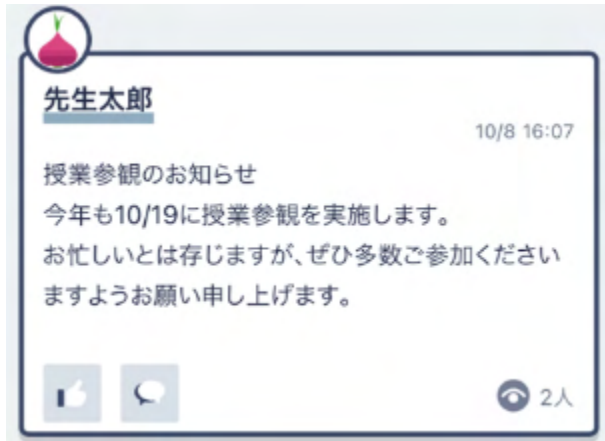 先生太郎
10/8 16:07
授業参観のお知らせ
今年も10/19に授業参観を実施します。
お忙しいとは存じますが、ぜひ多数ご参加ください
ますようお願い申し上げます。
2人